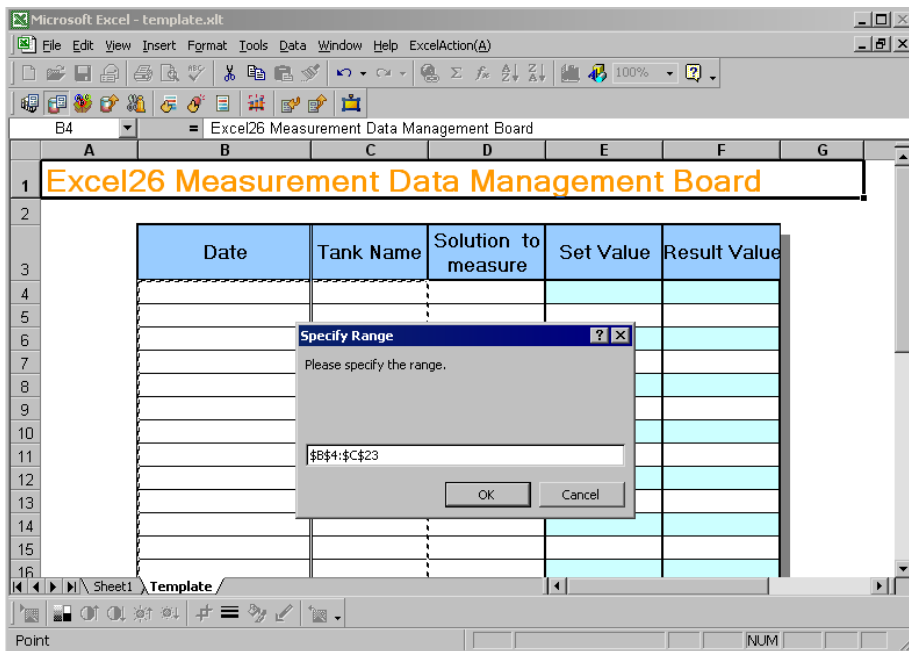 Microsoft Excel - template.xlt
File Edit View Insert Format Tools Data Window Help ExcelAction(A)
100%
B4 = Excel26 Measurement Data Management Board
A B C D E F G
1 Excel26 Measurement Data Management Board
2
3 Date Tank Name Solution to measure Set Value Result Value
4
5
6
7
8
9
10
11
12
13
14
15
16
Specify Range
Please specify the range.
$B$4:$C$23
OK Cancel
Sheet1 Template
Point NUM